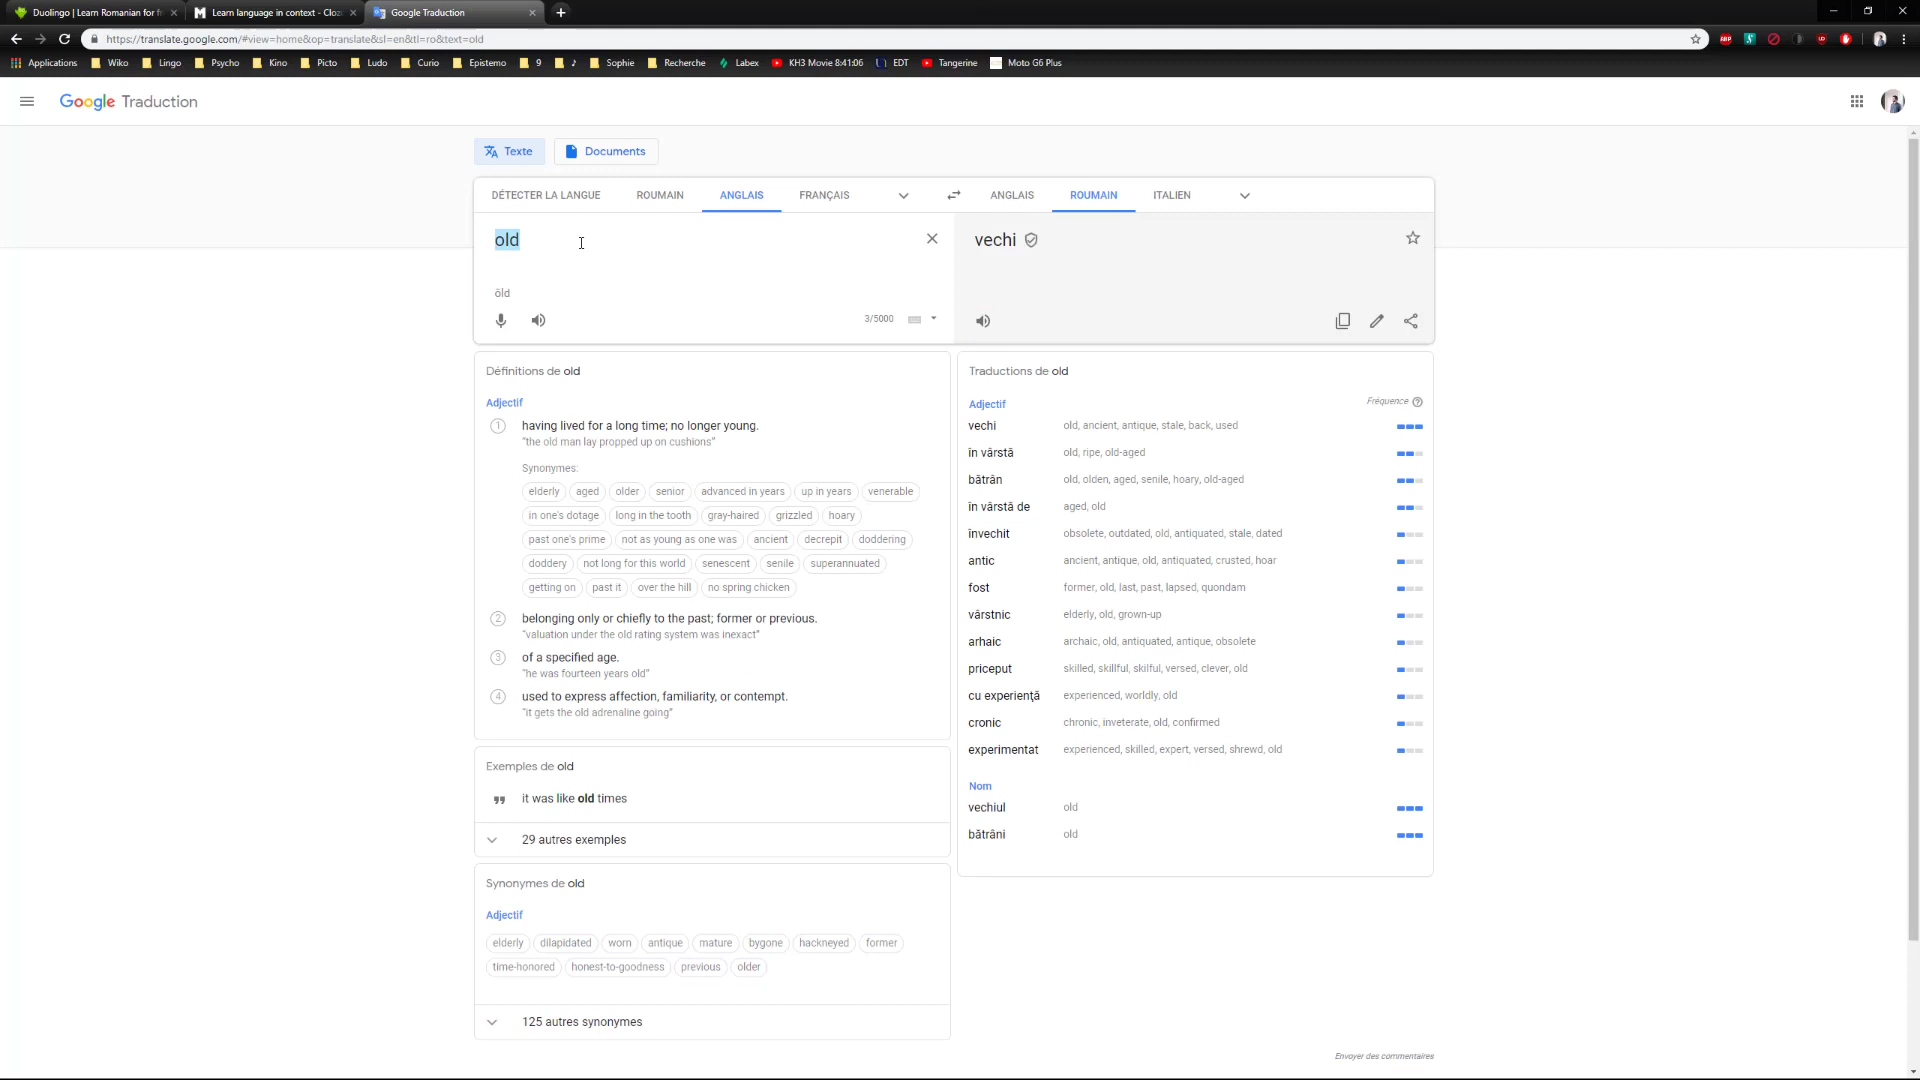 Duolingo | Learn Romanian for f
Learn language in context - Cloz
Google Traduction
https://translate.google.com/#view=home&op=translate&sl=en&tl=ro&text=old
Applications Wiko Lingo Psycho Kino Picto Ludo Curio Epistemo 9 Sophie Recherche Labex KH3 Movie 8:41:06 EDT Tangerine Moto G6 Plus
Google Traduction
Texte Documents
DÉTECTER LA LANGUE ROUMAIN ANGLAIS FRANÇAIS ANGLAIS ROUMAIN ITALIEN
old
vechi
ōld
3/5000
Définitions de old
Adjectif
1 having lived for a long time; no longer young.
"the old man lay propped up on cushions"
Synonymes:
elderly aged older senior advanced in years up in years venerable
in one's dotage long in the tooth gray-haired grizzled hoary
past one's prime not as young as one was ancient decrepit doddering
doddery not long for this world senescent senile superannuated
getting on past it over the hill no spring chicken
2 belonging only or chiefly to the past; former or previous.
"valuation under the old rating system was inexact"
3 of a specified age.
"he was fourteen years old"
4 used to express affection, familiarity, or contempt.
"it gets the old adrenaline going"
Exemples de old
it was like old times
29 autres exemples
Synonymes de old
Adjectif
elderly dilapidated worn antique mature bygone hackneyed former
time-honored honest-to-goodness previous older
125 autres synonymes
Traductions de old
Adjectif Fréquence
vechi old, ancient, antique, stale, back, used
în vârstă old, ripe, old-aged
bătrân old, olden, aged, senile, hoary, old-aged
în vârstă de aged, old
învechit obsolete, outdated, old, antiquated, stale, dated
antic ancient, antique, old, antiquated, crusted, hoar
fost former, old, last, past, lapsed, quondam
vârstnic elderly, old, grown-up
arhaic archaic, old, antiquated, antique, obsolete
priceput skilled, skillful, skilful, versed, clever, old
cu experiență experienced, worldly, old
cronic chronic, inveterate, old, confirmed
experimentat experienced, skilled, expert, versed, shrewd, old
Nom
vechiul old
bătrâni old
Envoyer des commentaires